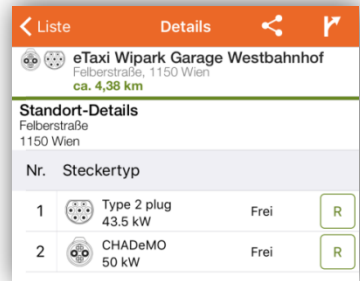 Liste Details
eTaxi Wipark Garage Westbahnhof
Felberstraße, 1150 Wien
ca. 4,38 km
Standort-Details
Felberstraße
1150 Wien
Nr. Steckertyp
1 Type 2 plug Frei R
43.5 kW
2 CHAdeMO Frei R
50 kW